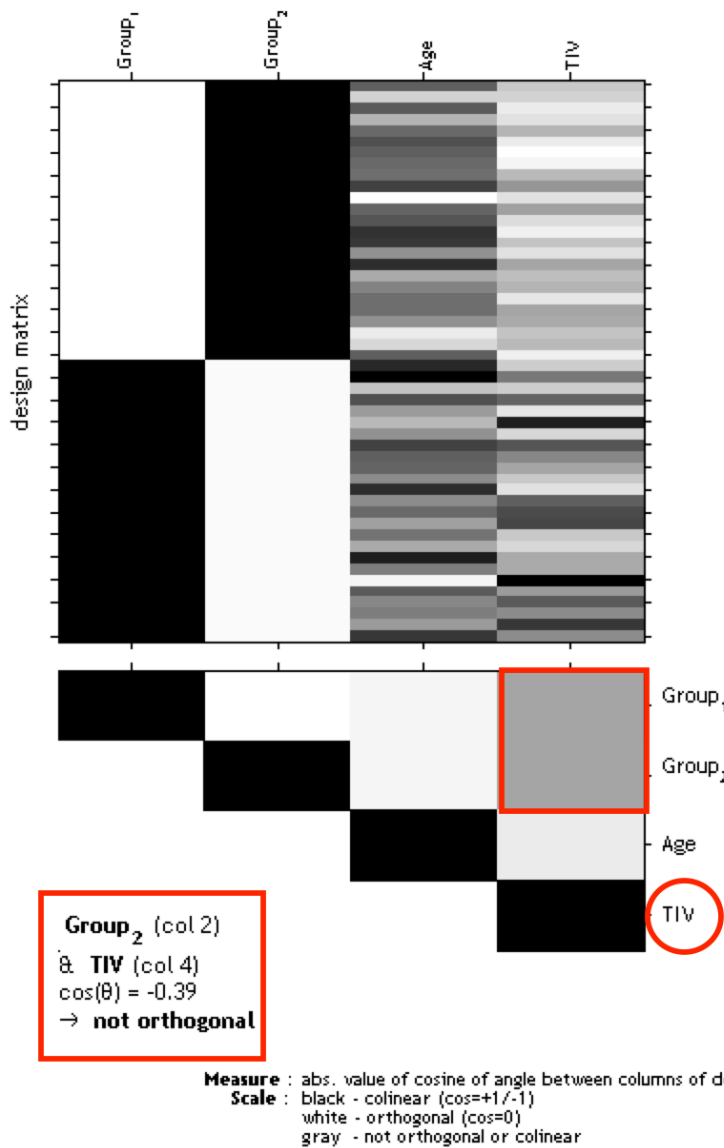 Group₁
Group₂
Age
TIV
design matrix
Group₁
Group₂
Age
TIV
Group₂ (col 2)
& TIV (col 4)
cos(θ) = -0.39
→ not orthogonal
Measure : abs. value of cosine of angle between columns of d
Scale : black - colinear (cos=+1/-1)
white - orthogonal (cos=0)
gray - not orthogonal or colinear